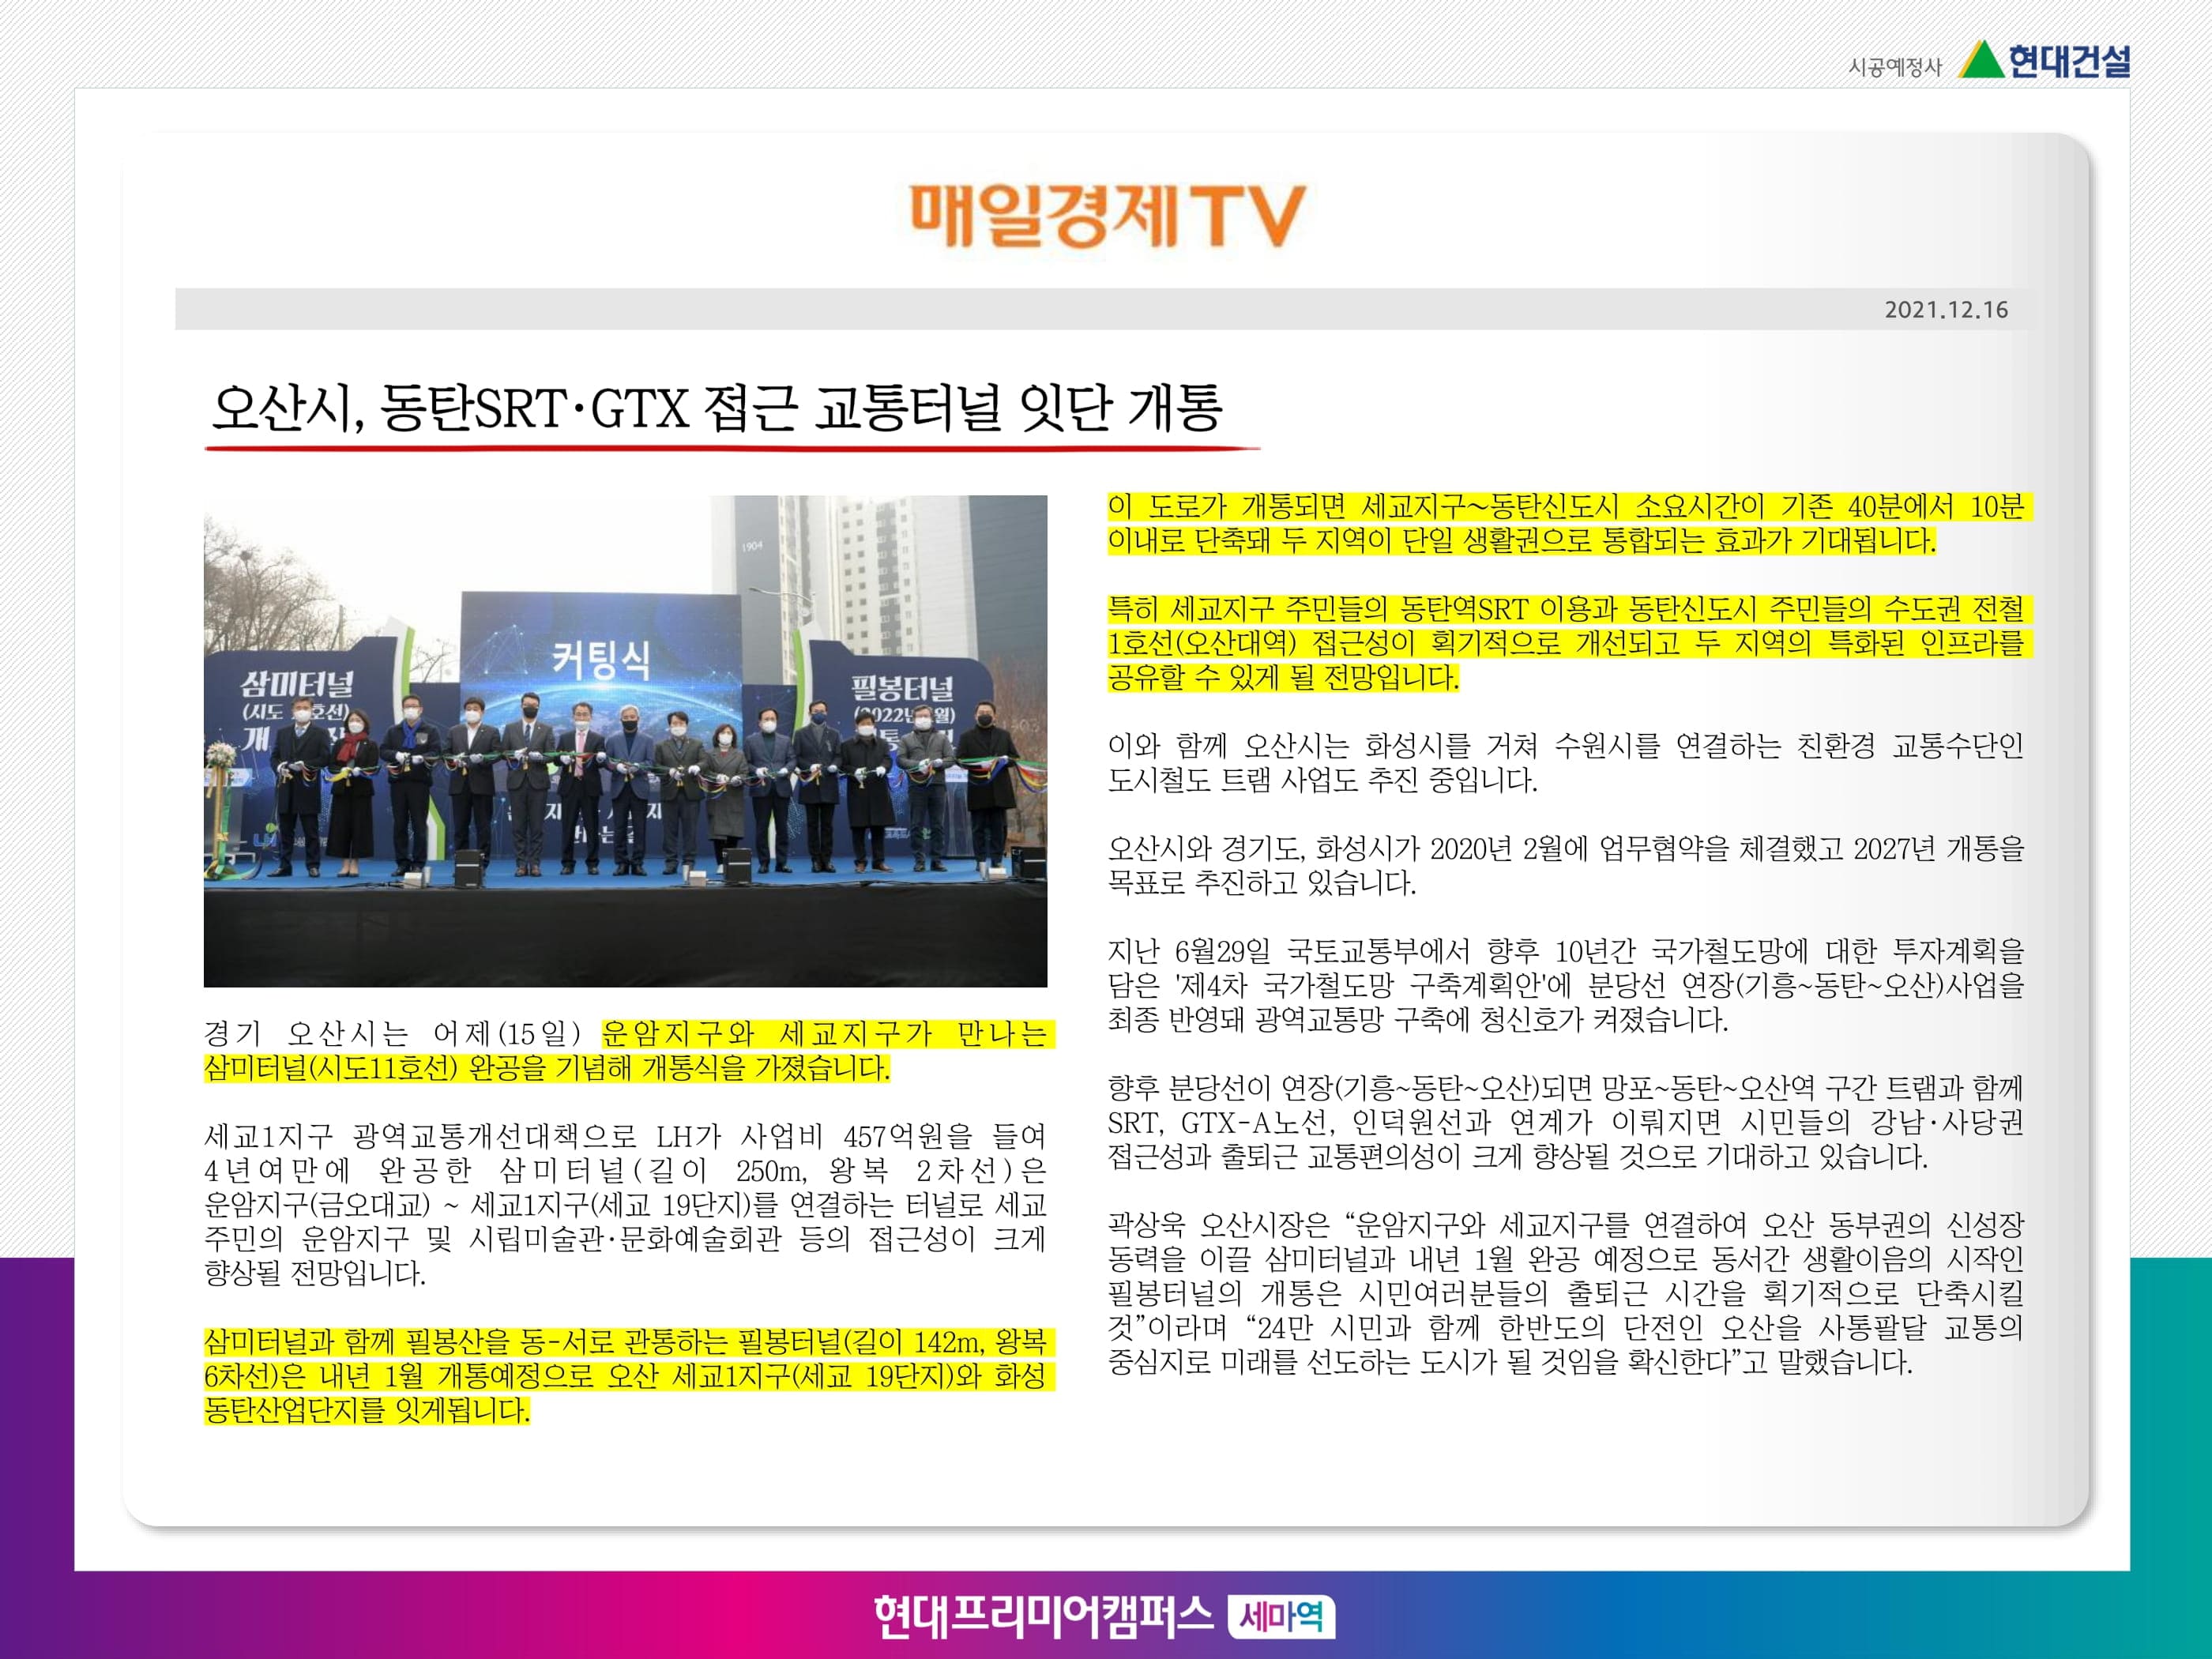 시공예정사 현대건설
매일경제TV
2021.12.16
오산시, 동탄SRT·GTX 접근 교통터널 잇단 개통
1904
커팅식
삼미터널
(시도 호선)
개
필봉터널
(2022년 월)
경기 오산시는 어제(15일) 운암지구와 세교지구가 만나는
삼미터널(시도11호선) 완공을 기념해 개통식을 가졌습니다.
세교1지구 광역교통개선대책으로 LH가 사업비 457억원을 들여
4년여만에 완공한 삼미터널(길이 250m, 왕복 2차선)은
운암지구(금오대교) ~ 세교1지구(세교 19단지)를 연결하는 터널로 세교
주민의 운암지구 및 시립미술관·문화예술회관 등의 접근성이 크게
향상될 전망입니다.
삼미터널과 함께 필봉산을 동-서로 관통하는 필봉터널(길이 142m, 왕복
6차선)은 내년 1월 개통예정으로 오산 세교1지구(세교 19단지)와 화성
동탄산업단지를 잇게됩니다.
이 도로가 개통되면 세교지구~동탄신도시 소요시간이 기존 40분에서 10분
이내로 단축돼 두 지역이 단일 생활권으로 통합되는 효과가 기대됩니다.
특히 세교지구 주민들의 동탄역SRT 이용과 동탄신도시 주민들의 수도권 전철
1호선(오산대역) 접근성이 획기적으로 개선되고 두 지역의 특화된 인프라를
공유할 수 있게 될 전망입니다.
이와 함께 오산시는 화성시를 거쳐 수원시를 연결하는 친환경 교통수단인
도시철도 트램 사업도 추진 중입니다.
오산시와 경기도, 화성시가 2020년 2월에 업무협약을 체결했고 2027년 개통을
목표로 추진하고 있습니다.
지난 6월29일 국토교통부에서 향후 10년간 국가철도망에 대한 투자계획을
담은 '제4차 국가철도망 구축계획안'에 분당선 연장(기흥~동탄~오산)사업을
최종 반영돼 광역교통망 구축에 청신호가 켜졌습니다.
향후 분당선이 연장(기흥~동탄~오산)되면 망포~동탄~오산역 구간 트램과 함께
SRT, GTX-A노선, 인덕원선과 연계가 이뤄지면 시민들의 강남·사당권
접근성과 출퇴근 교통편의성이 크게 향상될 것으로 기대하고 있습니다.
곽상욱 오산시장은 “운암지구와 세교지구를 연결하여 오산 동부권의 신성장
동력을 이끌 삼미터널과 내년 1월 완공 예정으로 동서간 생활이음의 시작인
필봉터널의 개통은 시민여러분들의 출퇴근 시간을 획기적으로 단축시킬
것”이라며 “24만 시민과 함께 한반도의 단전인 오산을 사통팔달 교통의
중심지로 미래를 선도하는 도시가 될 것임을 확신한다”고 말했습니다.
현대프리미어캠퍼스 세마역